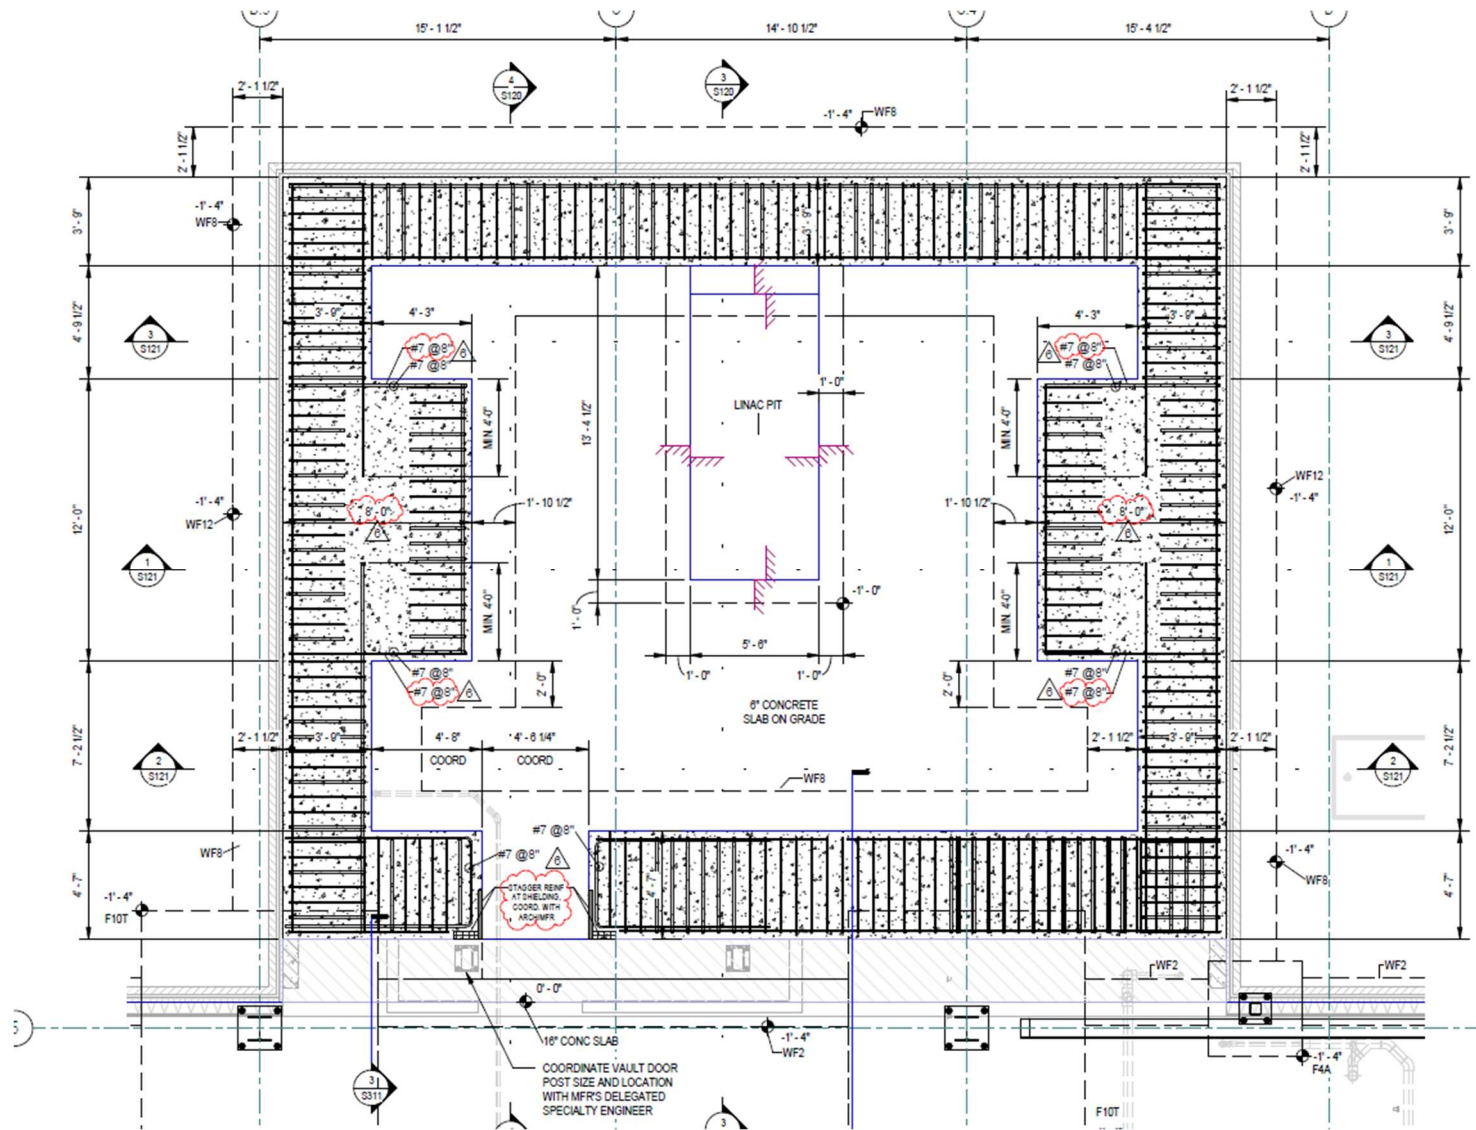 15' - 1 1/2"
14' - 10 1/2"
15' - 4 1/2"
2' - 1 1/2"
4
S120
3
S120
2' - 1 1/2"
-1' - 4"
WF8
2' - 1 1/2"
2' - 1 1/2"
3' - 9"
-1' - 4"
WF8
3' - 9"
3' - 9"
4' - 9 1/2"
3' - 9"
4' - 3"
4' - 3"
3' - 9"
4' - 9 1/2"
3
S121
#7 @8"
6
#7 @8"
6
#7 @8"
#7 @8"
3
S121
1' - 0"
LINAC PIT
13' - 4 1/2"
MIN. 4'-0"
MIN. 4'-0"
12' - 0"
-1' - 4"
WF12
8' - 0"
6
1' - 10 1/2"
1' - 10 1/2"
8' - 0"
6
WF12
-1' - 4"
12' - 0"
1
S121
1
S121
-1' - 0"
1' - 0"
MIN. 4'-0"
MIN. 4'-0"
5' - 6"
1' - 0"
1' - 0"
#7 @8"
#7 @8"
6
2' - 0"
2' - 0"
#7 @8"
6
#7 @8"
6" CONCRETE
SLAB ON GRADE
7' - 2 1/2"
2' - 1 1/2"
3' - 9"
4' - 8"
COORD
4' - 6 1/4"
COORD
2' - 1 1/2"
3' - 9"
2' - 1 1/2"
7' - 2 1/2"
2
S121
WF8
2
S121
#7 @8"
#7 @8"
6
WF8
STAGGER REINF
AT SHIELDING,
COORD. WITH
ARCH/MFR
4' - 7"
4' - 7"
-1' - 4"
F10T
-1' - 4"
WF8
4' - 7"
WF2
WF2
0' - 0"
16" CONC SLAB
-1' - 4"
WF2
COORDINATE VAULT DOOR
POST SIZE AND LOCATION
WITH MFR'S DELEGATED
SPECIALTY ENGINEER
3
S311
-1' - 4"
F4A
F10T
3